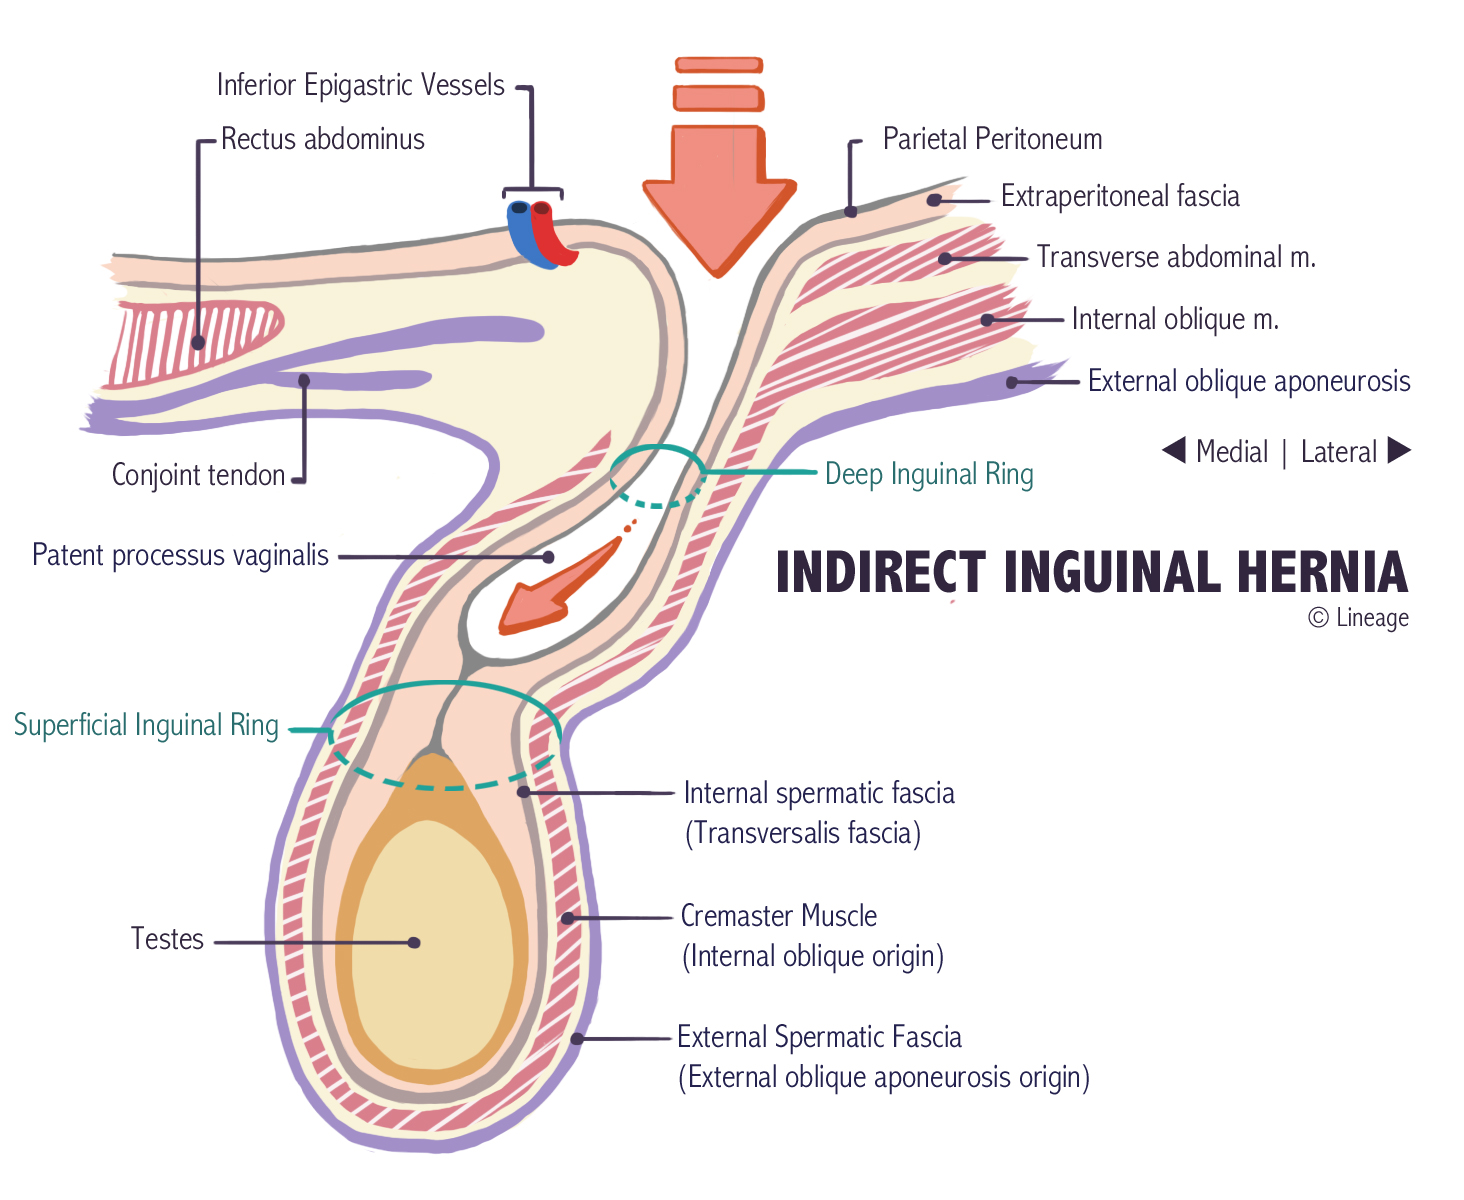 Inferior Epigastric Vessels
Rectus abdominus
Parietal Peritoneum
Extraperitoneal fascia
Transverse abdominal m.
Internal oblique m.
External oblique aponeurosis
◀ Medial | Lateral ▶
Conjoint tendon
Deep Inguinal Ring
Patent processus vaginalis
INDIRECT INGUINAL HERNIA
© Lineage
Superficial Inguinal Ring
Internal spermatic fascia
(Transversalis fascia)
Testes
Cremaster Muscle
(Internal oblique origin)
External Spermatic Fascia
(External oblique aponeurosis origin)